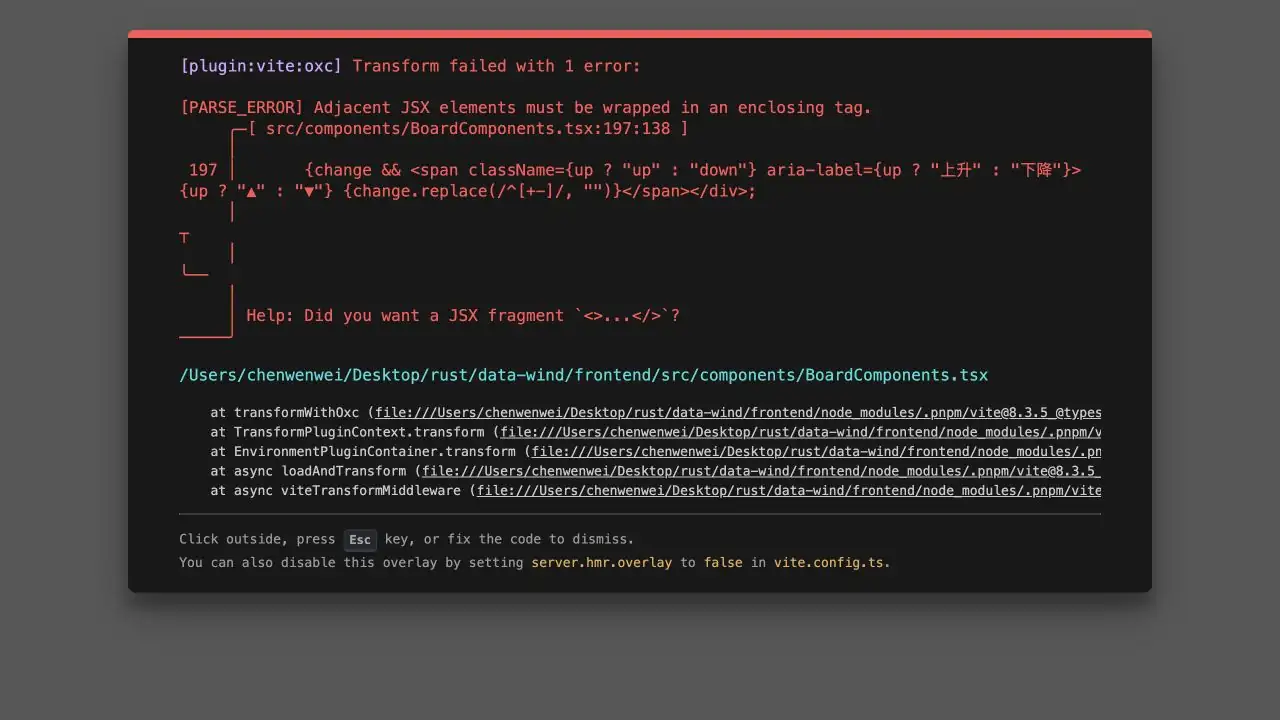 [plugin:vite:oxc] Transform failed with 1 error:
[PARSE_ERROR] Adjacent JSX elements must be wrapped in an enclosing tag.
╭─[ src/components/BoardComponents.tsx:197:138 ]
│
197 │ {change && <span className={up ? "up" : "down"} aria-label={up ? "上升" : "下降"}>
{up ? "▲" : "▼"} {change.replace(/^[+−]/, "")}</span></div>;
│
┬
│
╰──
│
│ Help: Did you want a JSX fragment `<>...</>`?
─────╯
/Users/chenwenwei/Desktop/rust/data-wind/frontend/src/components/BoardComponents.tsx
at transformWithOxc (file:///Users/chenwenwei/Desktop/rust/data-wind/frontend/node_modules/.pnpm/vite@8.3.5_@types
at TransformPluginContext.transform (file:///Users/chenwenwei/Desktop/rust/data-wind/frontend/node_modules/.pnpm/v
at EnvironmentPluginContainer.transform (file:///Users/chenwenwei/Desktop/rust/data-wind/frontend/node_modules/.pn
at async loadAndTransform (file:///Users/chenwenwei/Desktop/rust/data-wind/frontend/node_modules/.pnpm/vite@8.3.5_
at async viteTransformMiddleware (file:///Users/chenwenwei/Desktop/rust/data-wind/frontend/node_modules/.pnpm/vite
Click outside, press Esc key, or fix the code to dismiss.
You can also disable this overlay by setting server.hmr.overlay to false in vite.config.ts.